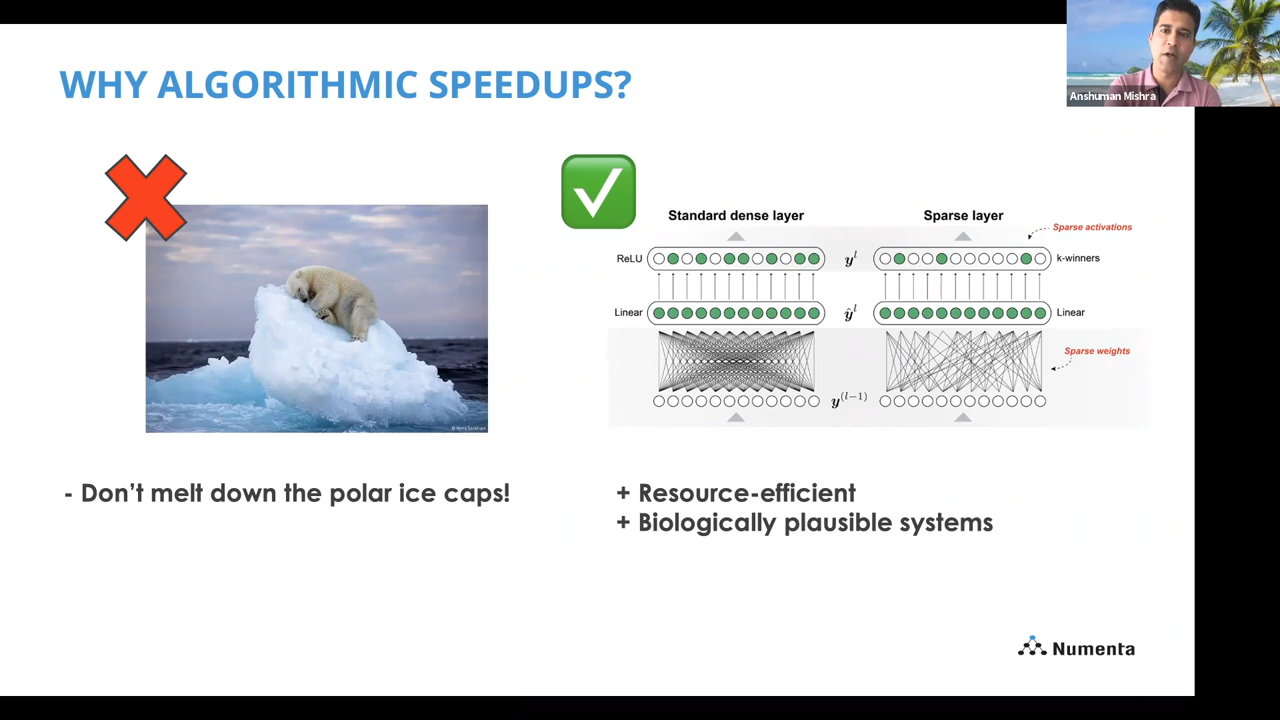 WHY ALGORITHMIC SPEEDUPS?
Anshuman Mishra
- Don't melt down the polar ice caps!
Standard dense layer
Sparse layer
Sparse activations
ReLU
y^l
k-winners
Linear
ŷ^l
Linear
Sparse weights
y^(l−1)
+ Resource-efficient
+ Biologically plausible systems
Numenta